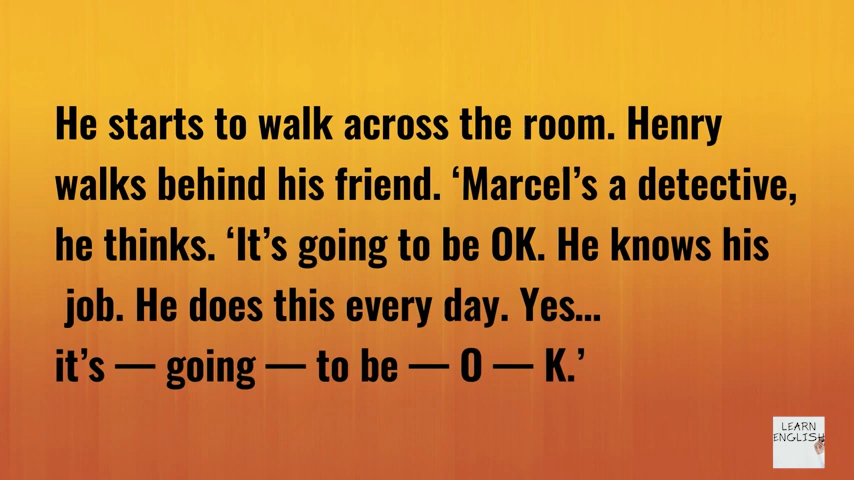 He starts to walk across the room. Henry
walks behind his friend. ‘Marcel’s a detective,
he thinks. ‘It’s going to be OK. He knows his
job. He does this every day. Yes...
it’s — going — to be — O — K.’
LEARN
ENGLISH